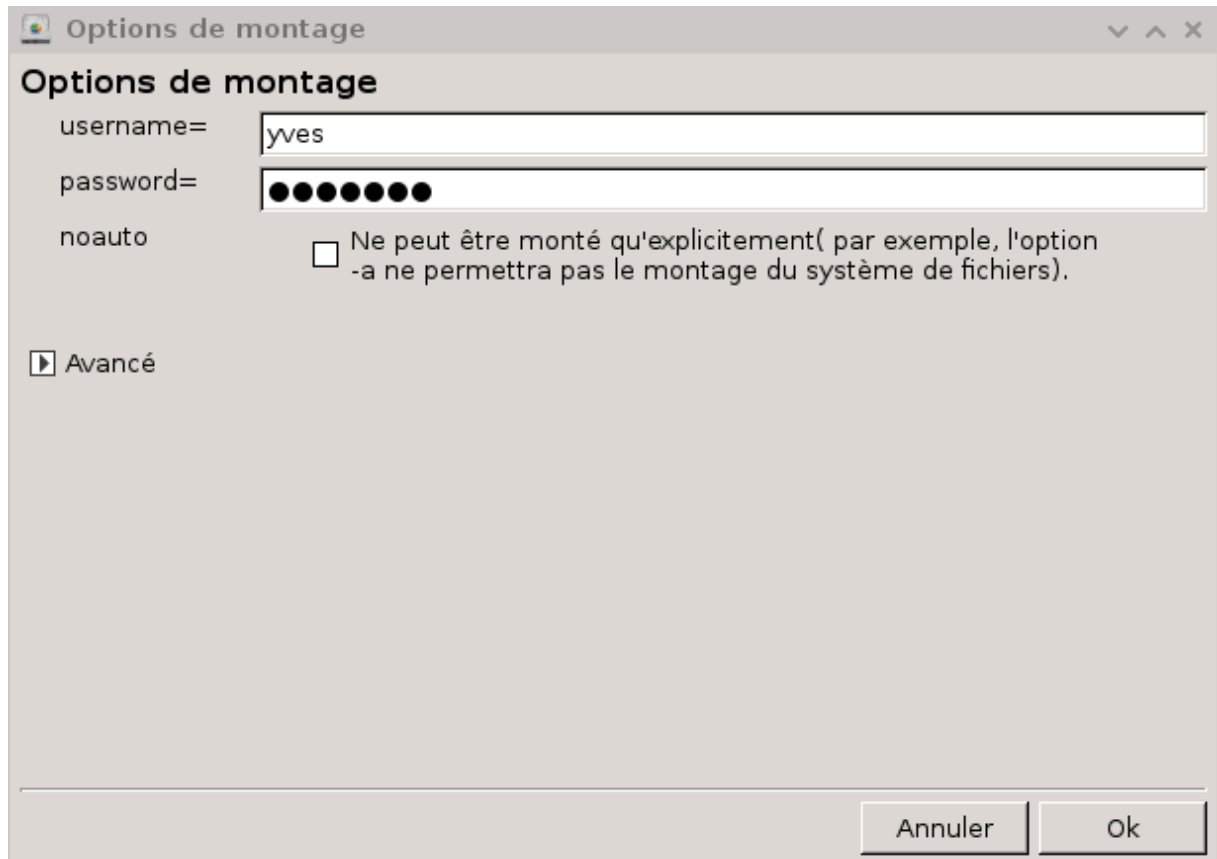 Options de montage
Options de montage
username=
yves
password=
●●●●●●●
noauto
Ne peut être monté qu'explicitement( par exemple, l'option
-a ne permettra pas le montage du système de fichiers).
Avancé
Annuler
Ok